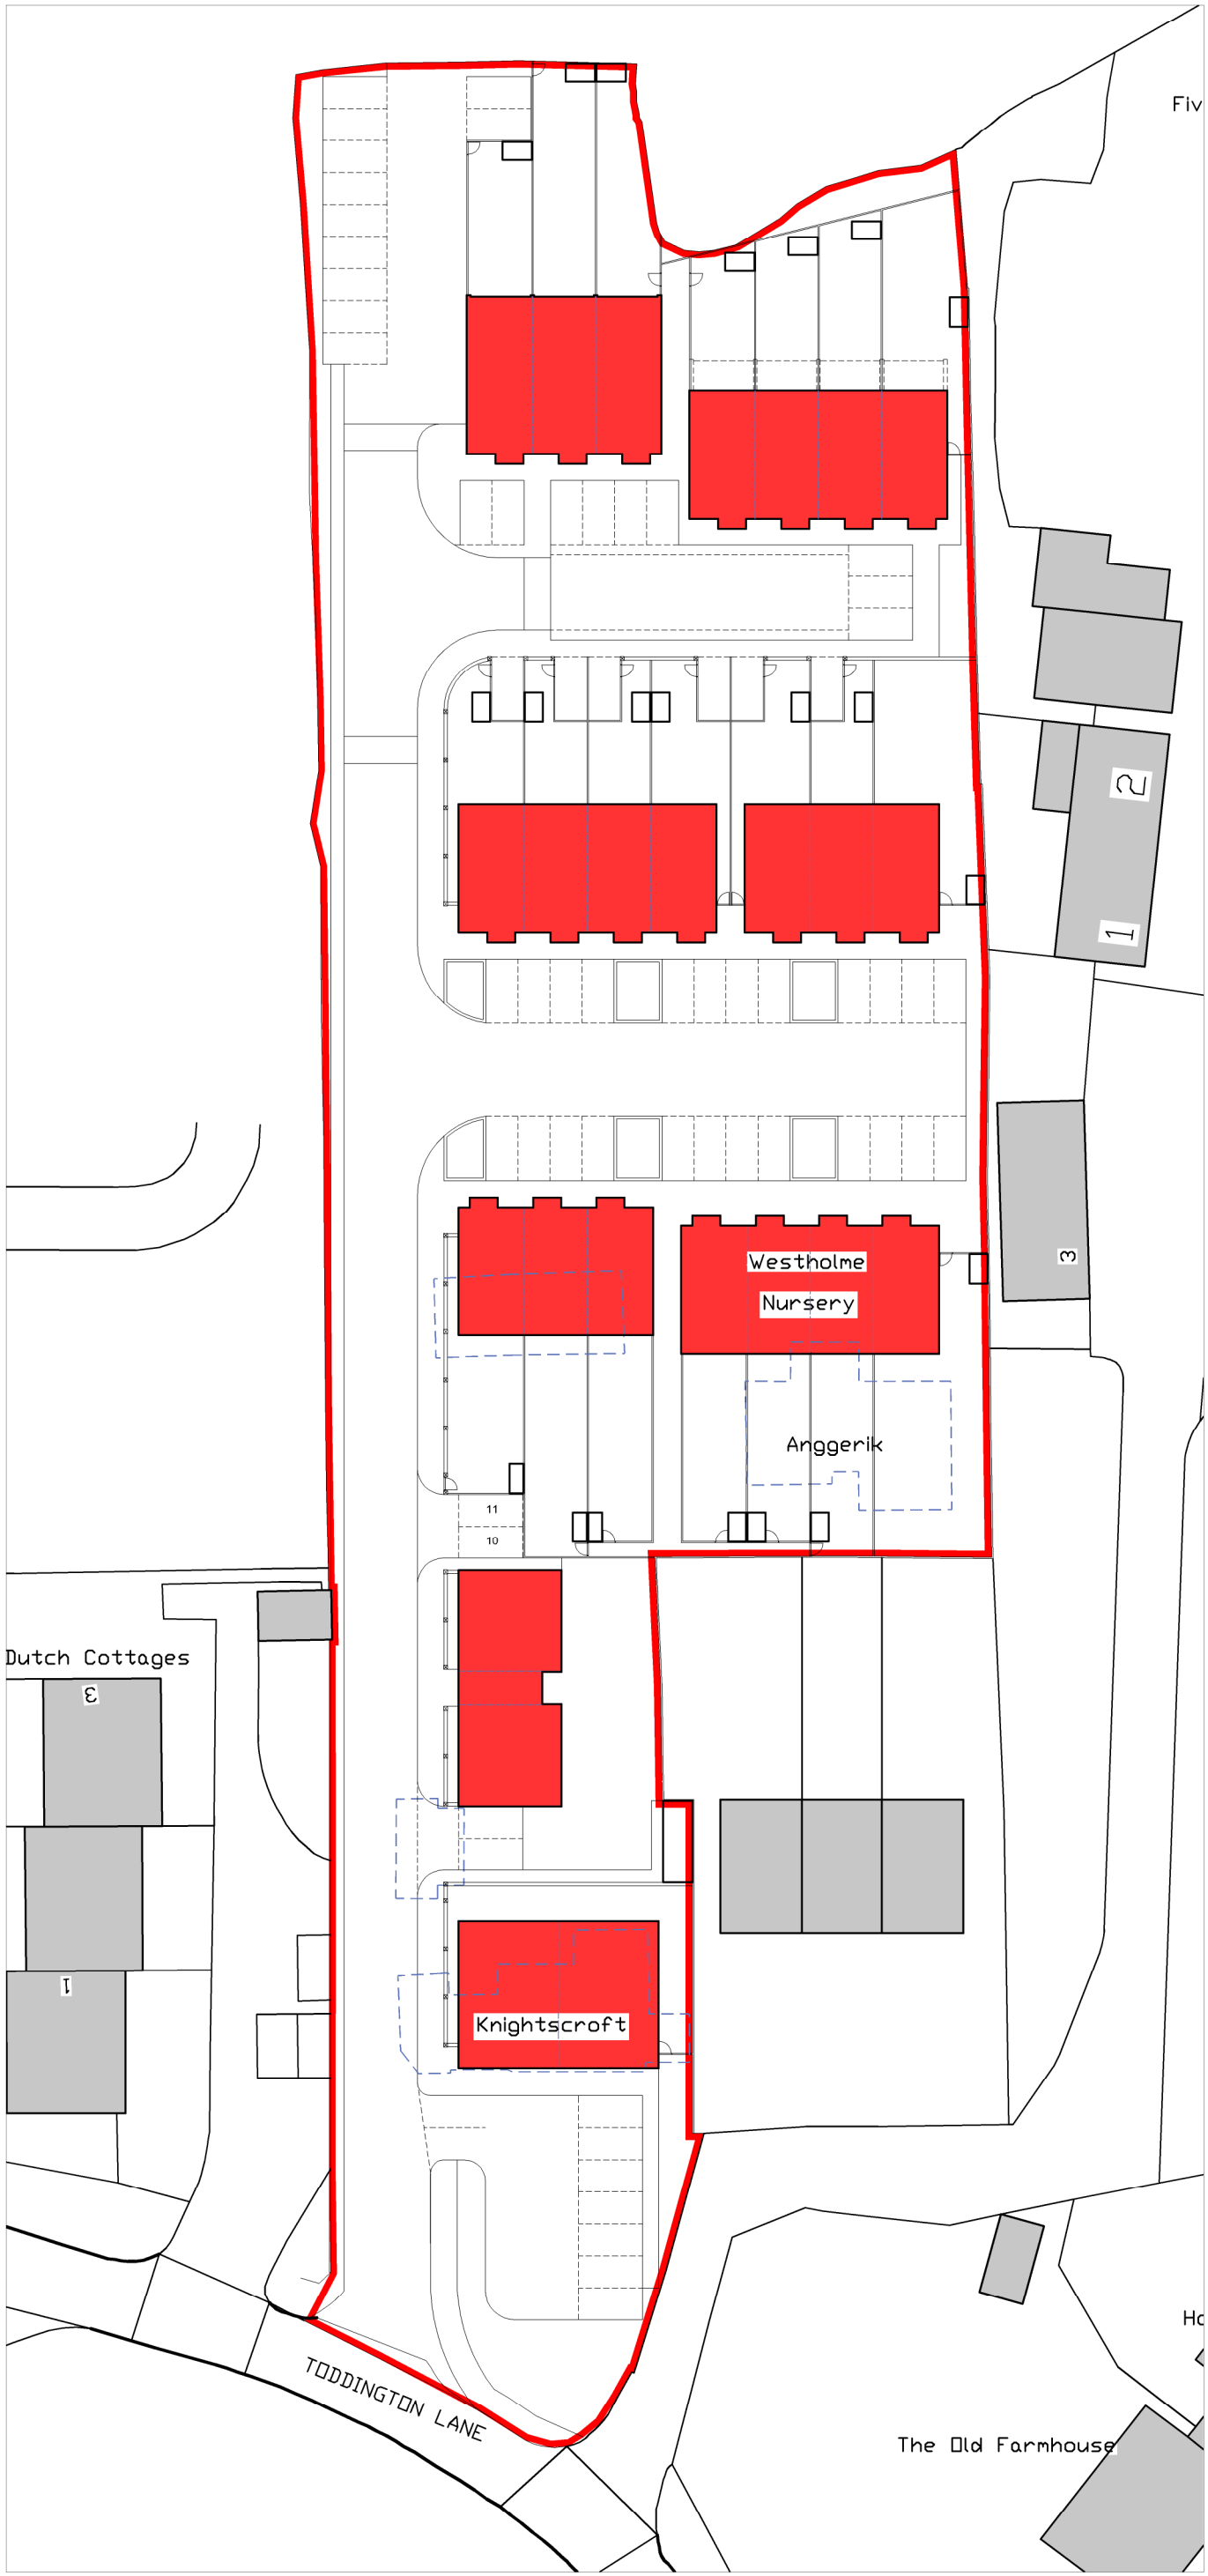 Fiv
2
1
3
Westholme
Nursery
Anggerik
11
10
Dutch Cottages
3
1
Knightscroft
Ho
TODDINGTON LANE
The Old Farmhouse